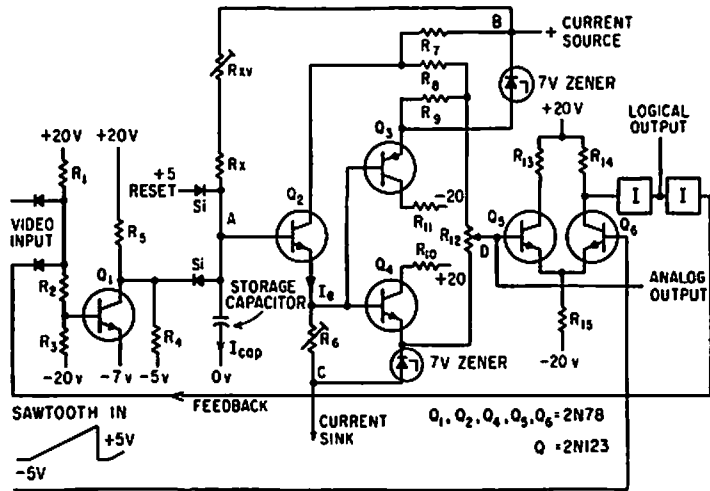 B
+ CURRENT SOURCE
R7
R8
R9
RXV
7V ZENER
+20V
+20V
+20V
LOGICAL OUTPUT
R1
R5
RX
+5 RESET
Si
Q3
-20
R11
R13
R14
I
I
VIDEO INPUT
A
Q2
R12
D
Q5
Q6
R2
Q1
Si
STORAGE CAPACITOR
Ie
Q4
R10
+20
ANALOG OUTPUT
R3
R4
Icap
R6
R15
-20V
-7V
-5V
0V
C
7V ZENER
-20V
FEEDBACK
CURRENT SINK
SAWTOOTH IN
+5V
-5V
Q1, Q2, Q4, Q5, Q6 = 2N78
Q = 2N123